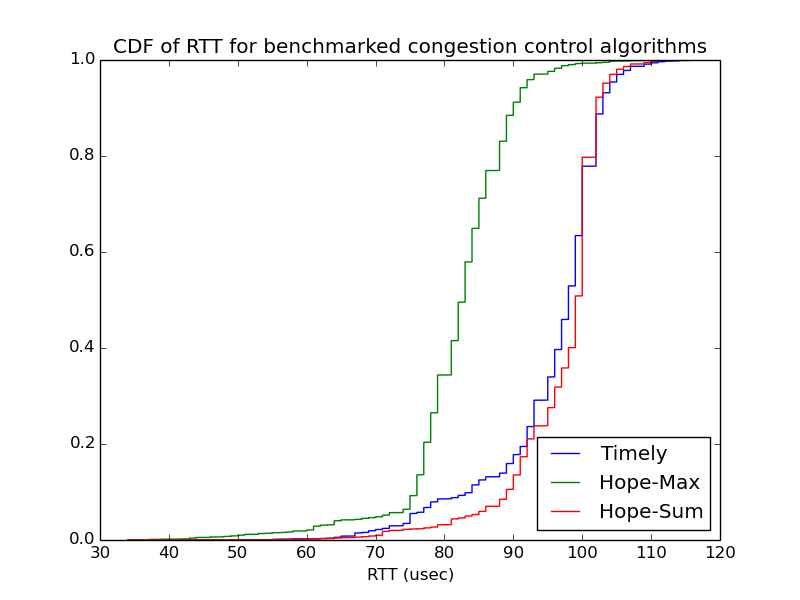 CDF of RTT for benchmarked congestion control algorithms
1.0
0.8
0.6
0.4
0.2
0.0
Timely
Hope-Max
Hope-Sum
30 40 50 60 70 80 90 100 110 120
RTT (usec)